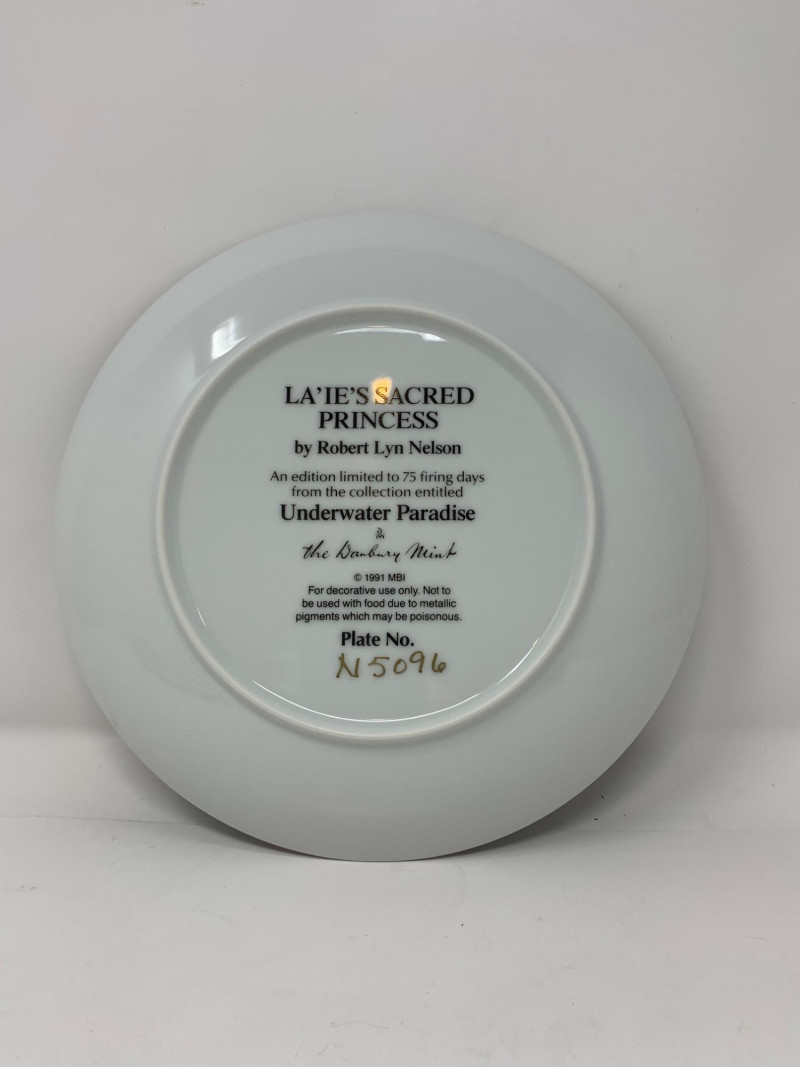 LA'IE'S SACRED
PRINCESS
by Robert Lyn Nelson
An edition limited to 75 firing days
from the collection entitled
Underwater Paradise
the Danbury Mint
© 1991 MBI
For decorative use only. Not to
be used with food due to metallic
pigments which may be poisonous.
Plate No.
N5096